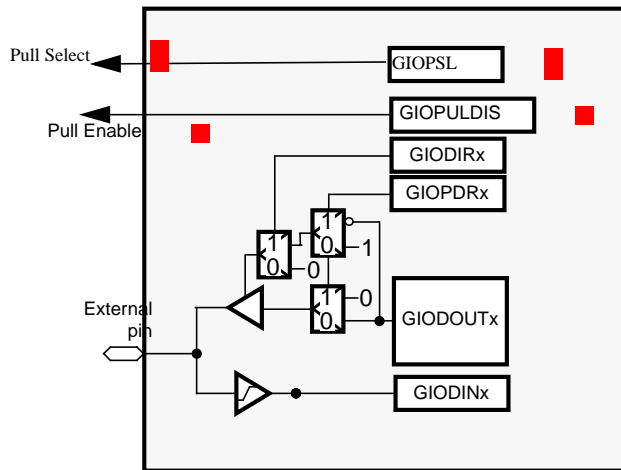 Pull Select
GIOPSL
GIOPULDIS
Pull Enable
GIODIRx
GIOPDRx
1
0
1
1
0
0
1
0
0
External
pin
GIODOUTx
GIODINx